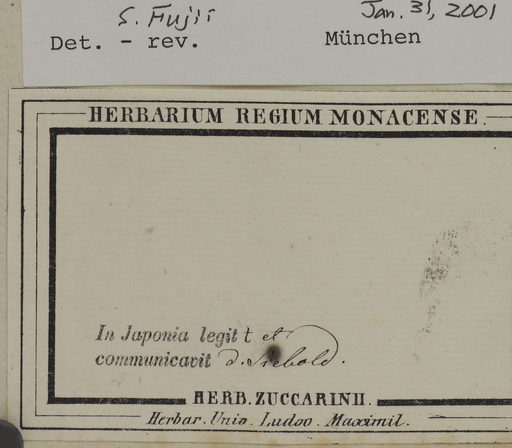 S. Fujii Jan. 31, 2001
Det. - rev. München
HERBARIUM REGIUM MONACENSE.
In Japonia legit t et
communicavit d. Siebold.
HERB. ZUCCARINII.
Herbar. Univ. Ludov. Maximil.